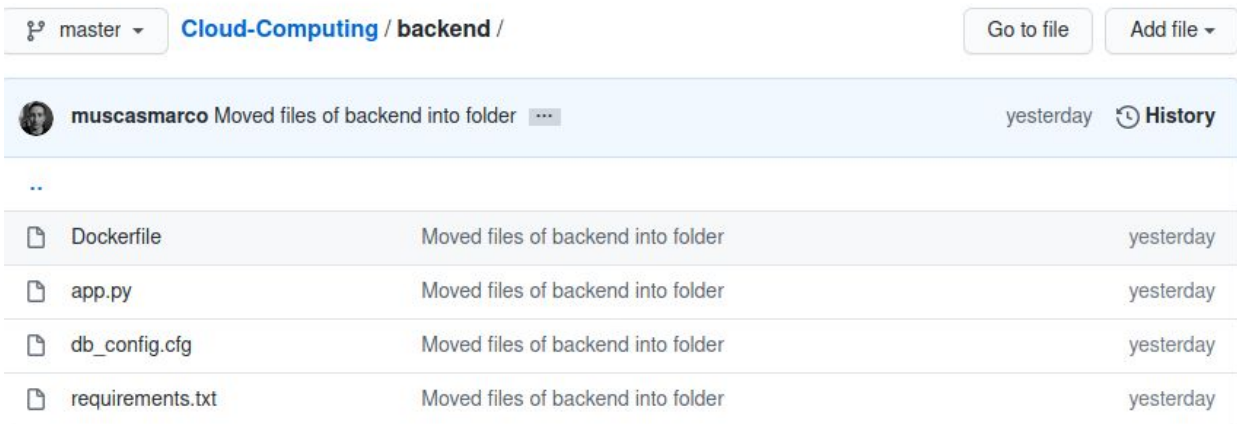 master Cloud-Computing / backend / Go to file Add file
muscasmarco Moved files of backend into folder ... yesterday History
..
Dockerfile Moved files of backend into folder yesterday
app.py Moved files of backend into folder yesterday
db_config.cfg Moved files of backend into folder yesterday
requirements.txt Moved files of backend into folder yesterday